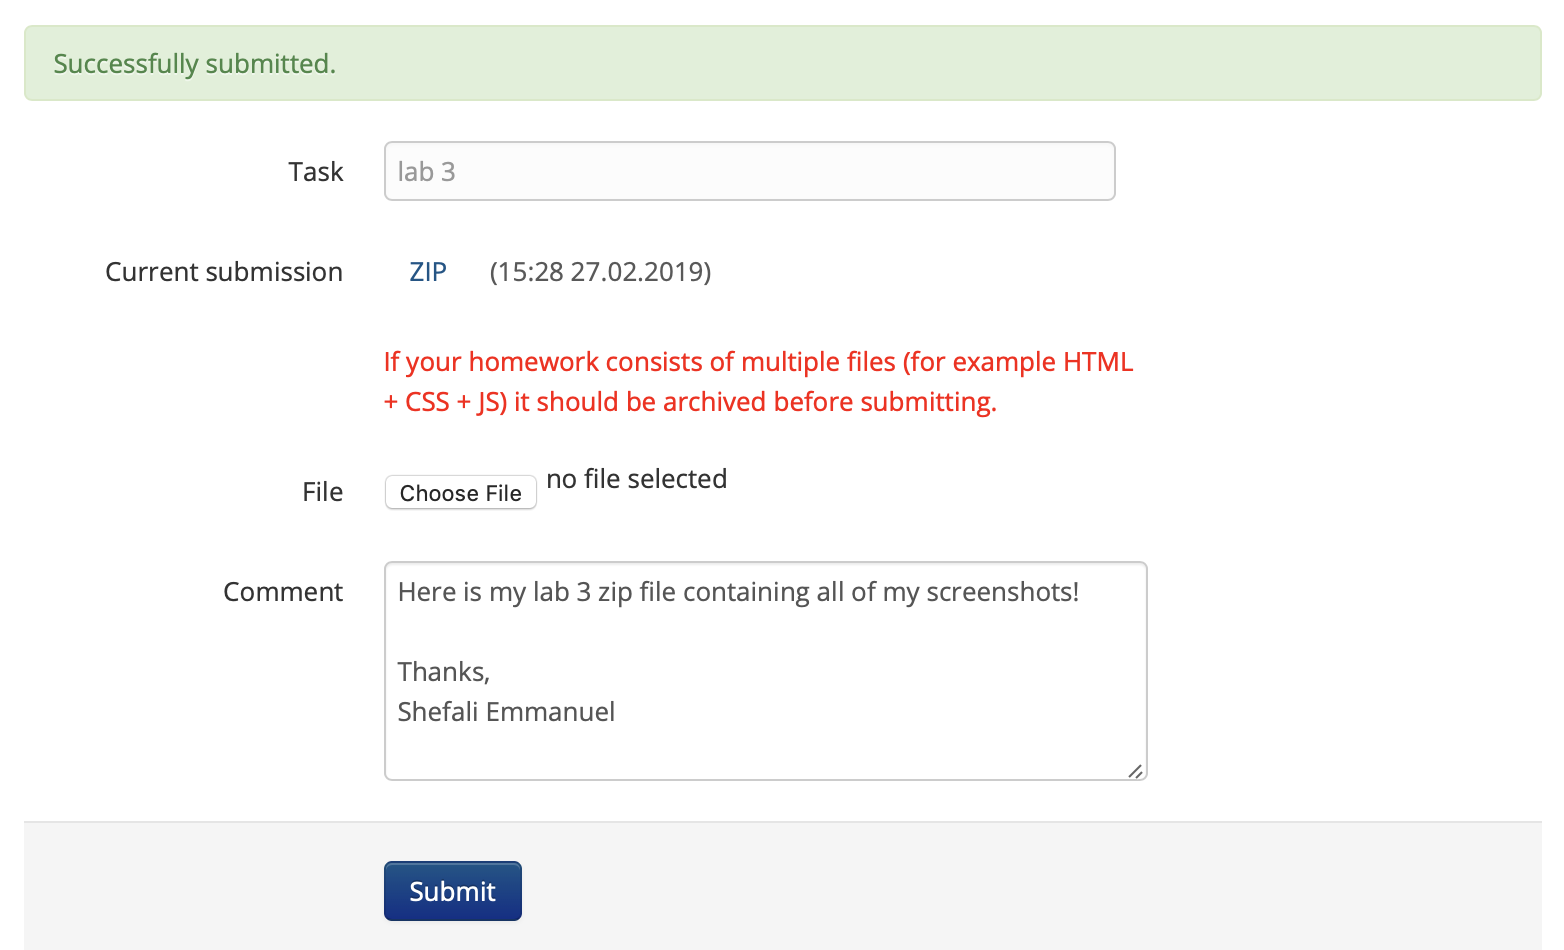 Successfully submitted.
Task lab 3
Current submission ZIP (15:28 27.02.2019)
If your homework consists of multiple files (for example HTML
+ CSS + JS) it should be archived before submitting.
File Choose File no file selected
Comment Here is my lab 3 zip file containing all of my screenshots!
Thanks,
Shefali Emmanuel
Submit